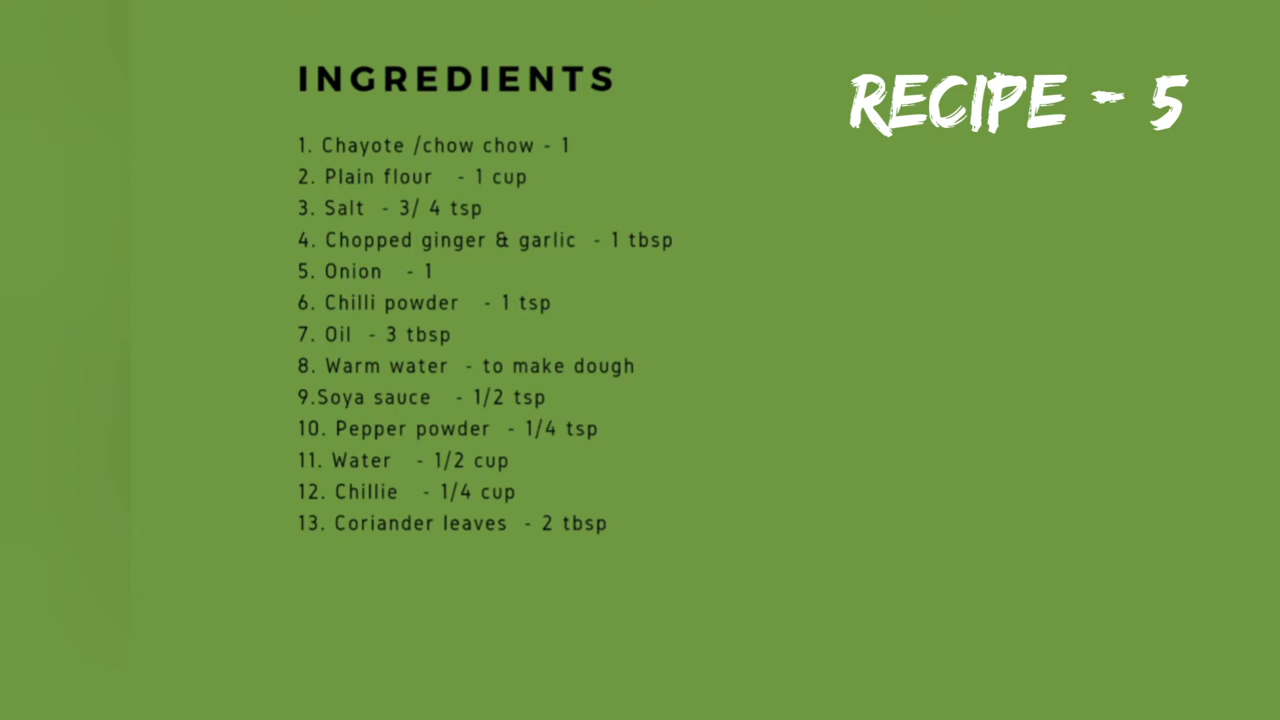 INGREDIENTS
RECIPE - 5
1. Chayote /chow chow - 1
2. Plain flour - 1 cup
3. Salt - 3/ 4 tsp
4. Chopped ginger & garlic - 1 tbsp
5. Onion - 1
6. Chilli powder - 1 tsp
7. Oil - 3 tbsp
8. Warm water - to make dough
9.Soya sauce - 1/2 tsp
10. Pepper powder - 1/4 tsp
11. Water - 1/2 cup
12. Chillie - 1/4 cup
13. Coriander leaves - 2 tbsp